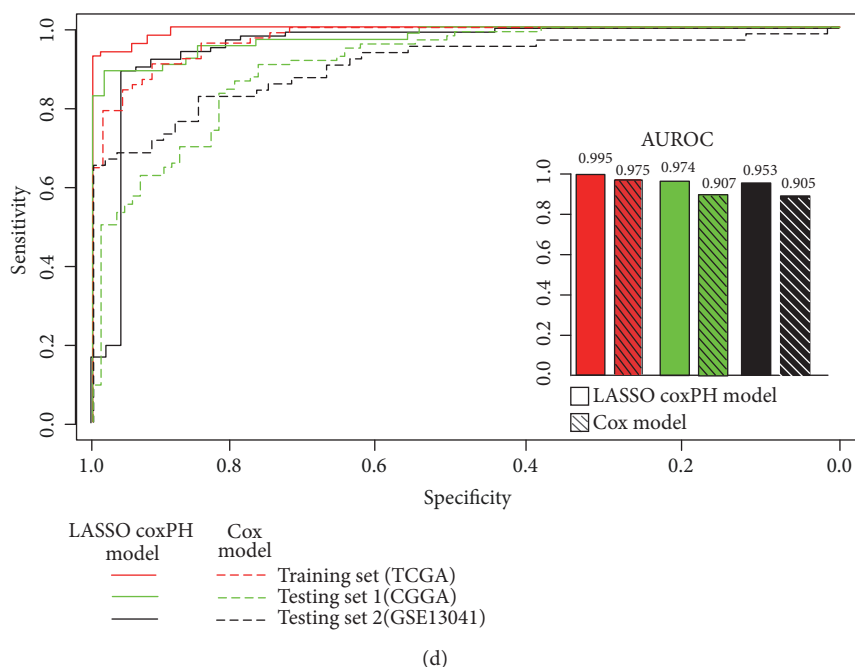 1.0
0.8
0.6
0.4
0.2
0.0
Sensitivity
1.0
0.8
0.6
0.4
0.2
0.0
Specificity
AUROC
0.995
0.975
0.974
0.907
0.953
0.905
1.0
0.8
0.6
0.4
0.2
0.0
LASSO coxPH model
Cox model
LASSO coxPH
model
Cox
model
Training set (TCGA)
Testing set 1(CGGA)
Testing set 2(GSE13041)
(d)